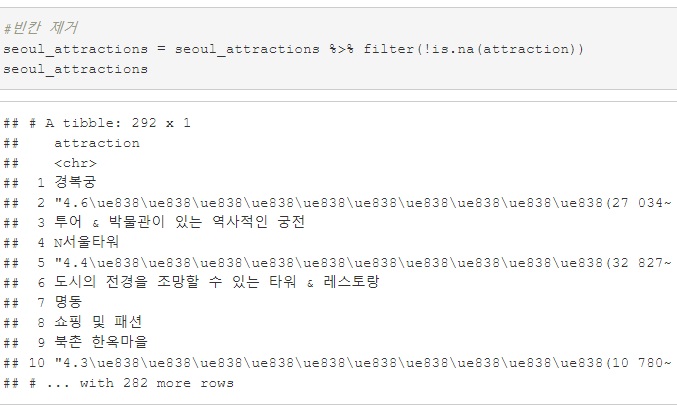 #빈칸 제거
seoul_attractions = seoul_attractions %>% filter(!is.na(attraction))
seoul_attractions
## # A tibble: 292 x 1
##    attraction
##    <chr>
##  1 경복궁
##  2 "4.6\ue838\ue838\ue838\ue838\ue838\ue838\ue838\ue838\ue838\ue838(27 034~
##  3 투어 & 박물관이 있는 역사적인 궁전
##  4 N서울타워
##  5 "4.4\ue838\ue838\ue838\ue838\ue838\ue838\ue838\ue838\ue838\ue838(32 827~
##  6 도시의 전경을 조망할 수 있는 타워 & 레스토랑
##  7 명동
##  8 쇼핑 및 패션
##  9 북촌 한옥마을
## 10 "4.3\ue838\ue838\ue838\ue838\ue838\ue838\ue838\ue838\ue838\ue838(10 780~
## # ... with 282 more rows